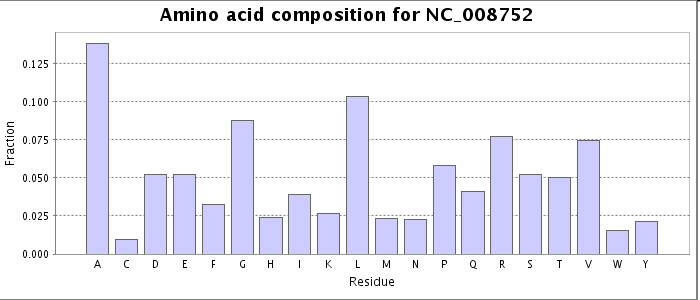 Amino acid composition for NC_008752
0.125
0.100
0.075
0.050
0.025
0.000
Fraction
A C D E F G H I K L M N P Q R S T V W Y
Residue